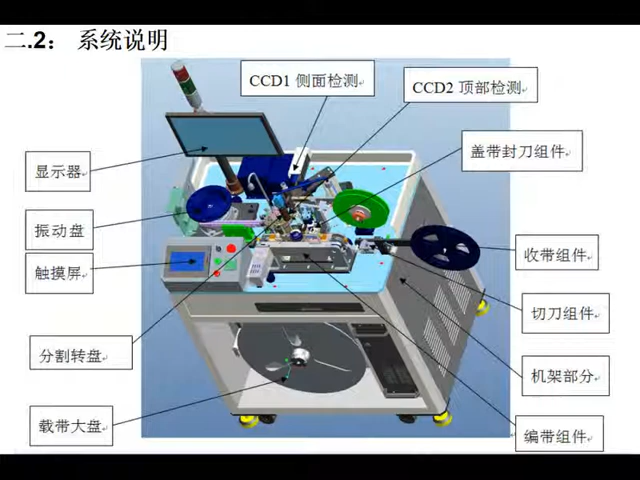 二.2： 系统说明
CCD1 侧面检测
CCD2 顶部检测
盖带封刀组件
显示器
振动盘
触摸屏
分割转盘
载带大盘
收带组件
切刀组件
机架部分
编带组件